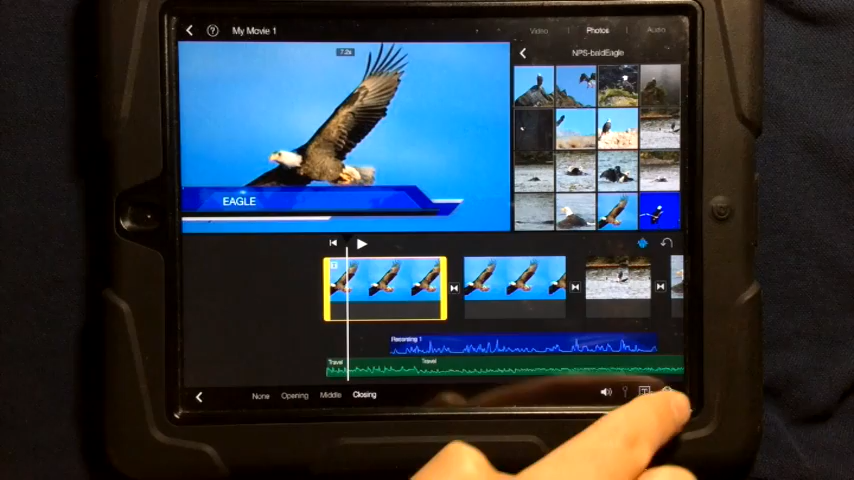 My Movie 1
Video Photos Audio
NPS-baldEagle
7.2s
EAGLE
T
Recording 1
Travel Travel
None Opening Middle Closing
T